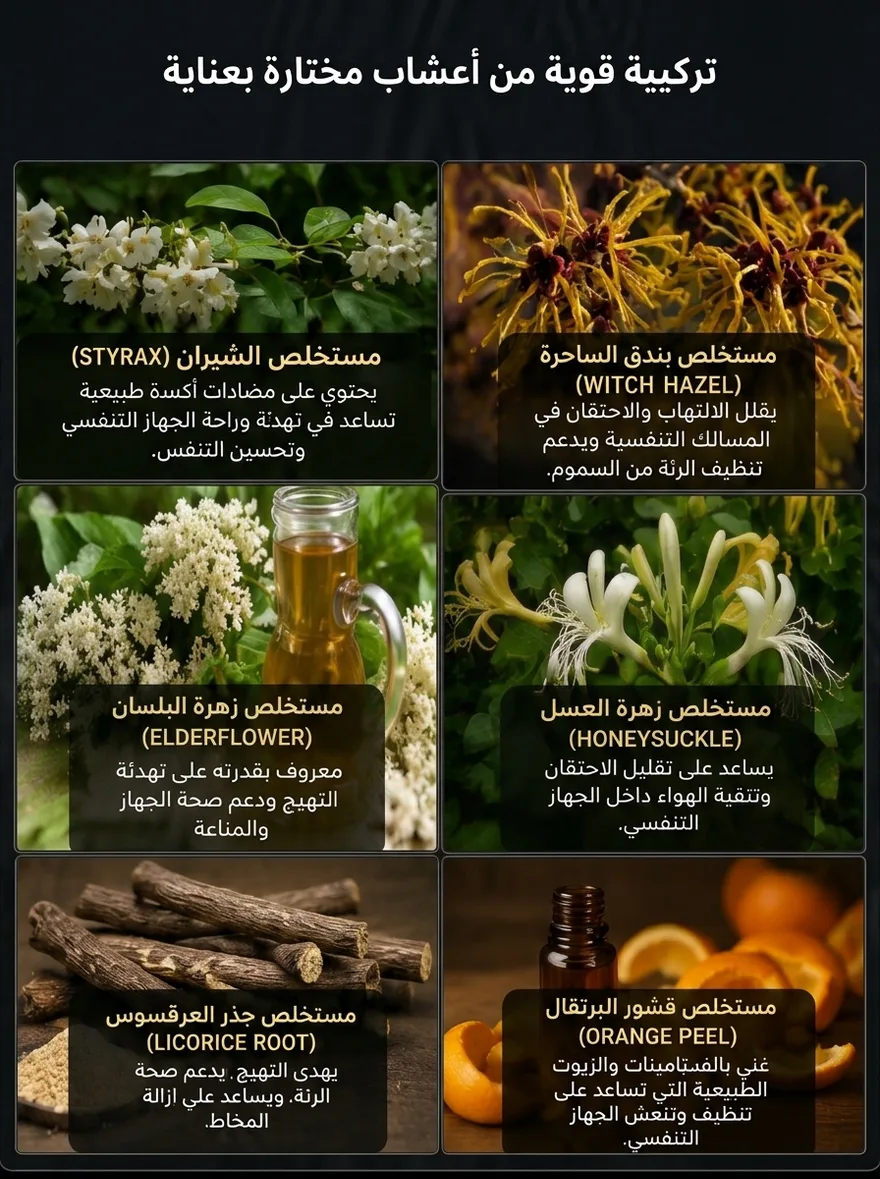 تركيبة قوية من أعشاب مختارة بعناية
مستخلص بندق الساحرة
(WITCH HAZEL)
يقلل الالتهاب والاحتقان في
المسالك التنفسية ويدعم
تنظيف الرئة من السموم.
مستخلص الشيران (STYRAX)
يحتوي على مضادات أكسة طبيعية
تساعد في تهدئة وراحة الجهاز التنفسي
وتحسين التنفس.
مستخلص زهرة العسل
(HONEYSUCKLE)
يساعد على تقليل الاحتقان
وتتقية الهواء داخل الجهاز
التنفسي.
مستخلص زهرة البلسان
(ELDERFLOWER)
معروف بقدرته على تهدئة
التهيج ودعم صحة الجهاز
والمناعة
مستخلص قشور البرتقال
(ORANGE PEEL)
غني بالفستامينات والزيوت
الطبيعية التي تساعد على
تنظيف وتنعش الجهاز
التنفسي.
مستخلص جذر العرقسوس
(LICORICE ROOT)
يهدى التهيج . يدعم صحة
الرئة. ويساعد علي ازالة
المخاط.